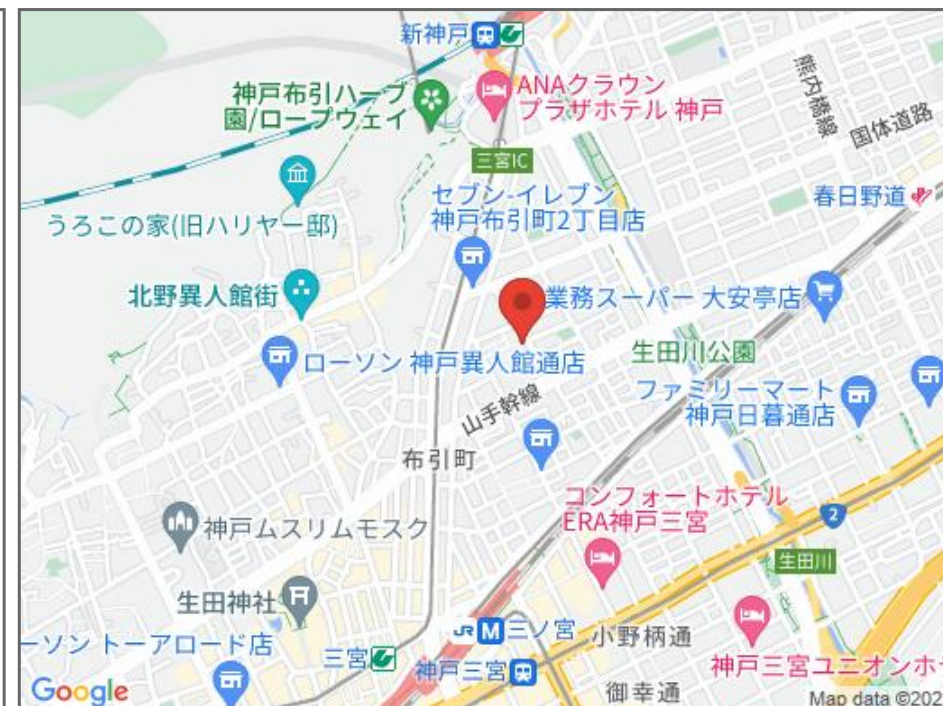 新神戸
ANAクラウン
プラザホテル 神戸
神戸布引ハーブ
園/ロープウェイ
熊内橋線
国体道路
三宮IC
セブン-イレブン
神戸布引町2丁目店
春日野道
うろこの家(旧ハリヤー邸)
北野異人館街
業務スーパー 大安亭店
ローソン 神戸異人館通店
生田川公園
ファミリーマート
神戸日暮通店
山手幹線
布引町
コンフォートホテル
ERA神戸三宮
2
神戸ムスリムモスク
生田川
生田神社
JR M 三ノ宮
小野柄通
ーソン トーアロード店
三宮
神戸三宮
神戸三宮ユニオンホテ
御幸通
Google
Map data ©202